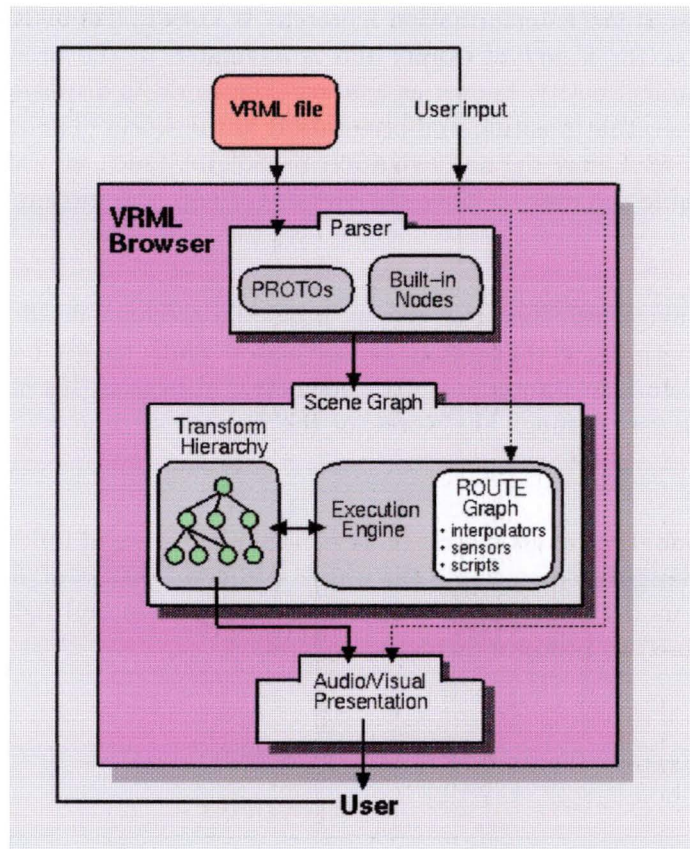 VRML file
User input
VRML
Browser
Parser
PROTOs
Built-in
Nodes
Scene Graph
Transform
Hierarchy
Execution
Engine
ROUTE
Graph
• interpolators
• sensors
• scripts
Audio/Visual
Presentation
User